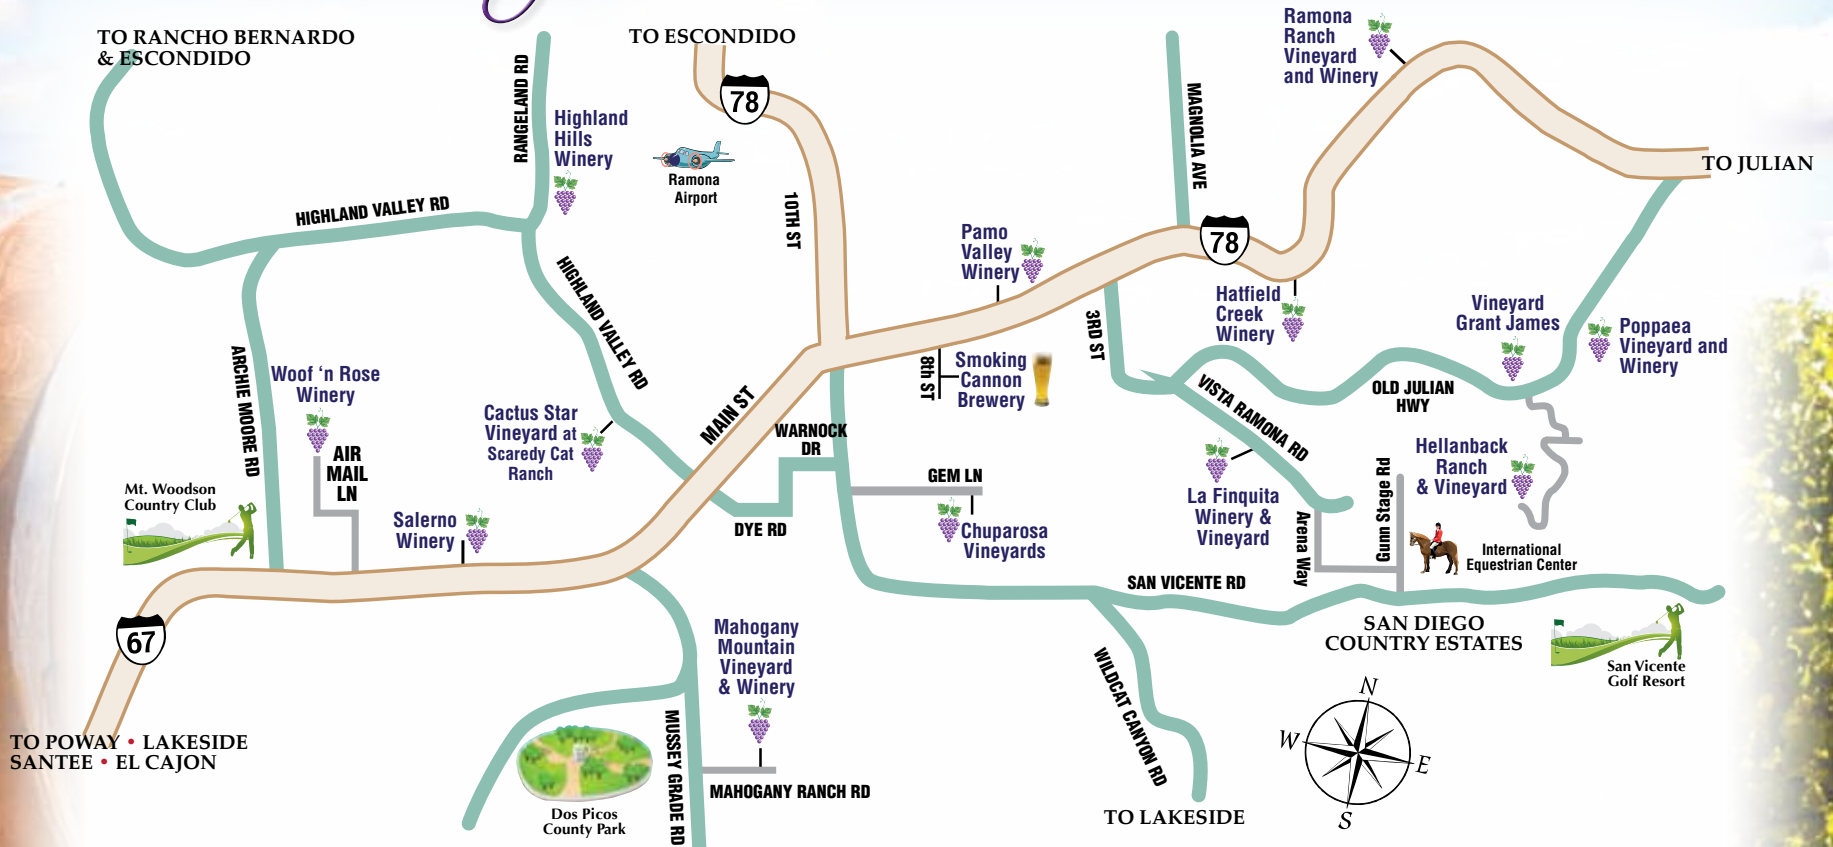 TO RANCHO BERNARDO
& ESCONDIDO
RANGELAND RD
Highland
Hills
Winery
TO ESCONDIDO
78
Ramona
Airport
10TH ST
MAGNOLIA AVE
Ramona
Ranch
Vineyard
and Winery
TO JULIAN
HIGHLAND VALLEY RD
HIGHLAND VALLEY RD
Pamo
Valley
Winery
78
Hatfield
Creek
Winery
Vineyard
Grant James
Poppaea
Vineyard and
Winery
ARCHIE MOORE RD
Woof ‘n Rose
Winery
AIR
MAIL
LN
Cactus Star
Vineyard at
Scaredy Cat
Ranch
MAIN ST
WARNOCK
DR
8th ST
Smoking
Cannon
Brewery
3RD ST
VISTA RAMONA RD
OLD JULIAN
HWY
Hellanback
Ranch
& Vineyard
Mt. Woodson
Country Club
Salerno
Winery
DYE RD
GEM LN
Chuparosa
Vineyards
La Finquita
Winery &
Vineyard
Arena Way
Gunn Stage Rd
International
Equestrian Center
SAN VICENTE RD
SAN DIEGO
COUNTRY ESTATES
San Vicente
Golf Resort
67
TO POWAY • LAKESIDE
SANTEE • EL CAJON
Mahogany
Mountain
Vineyard
& Winery
MUSSEY GRADE RD
MAHOGANY RANCH RD
Dos Picos
County Park
WILDCAT CANYON RD
TO LAKESIDE
N
W
E
S